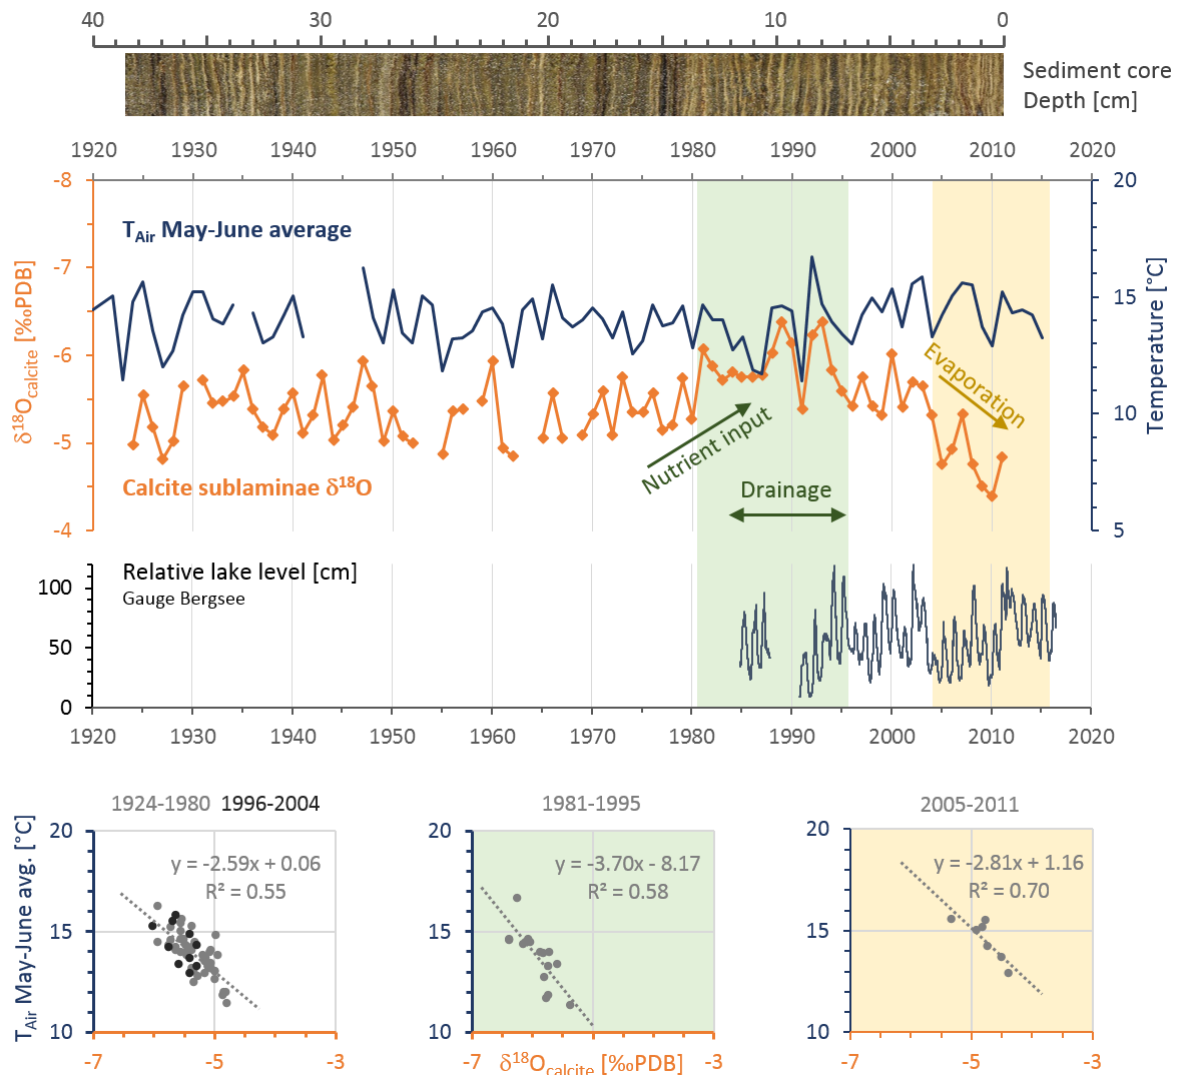 40 30 20 10 0
Sediment core
Depth [cm]
1920 1930 1940 1950 1960 1970 1980 1990 2000 2010 2020
-8
-7
-6
-5
-4
δ¹⁸O_calcite [‰PDB]
T_Air May-June average
Calcite sublaminae δ¹⁸O
Nutrient input
Drainage
Evaporation
20
15
10
5
Temperature [°C]
Relative lake level [cm]
Gauge Bergsee
100
50
0
1920 1930 1940 1950 1960 1970 1980 1990 2000 2010 2020
1924-1980 1996-2004
T_Air May-June avg. [°C]
20
15
10
y = -2.59x + 0.06
R² = 0.55
-7 -5 -3
1981-1995
20
15
10
y = -3.70x - 8.17
R² = 0.58
-7 δ¹⁸O_calcite [‰PDB] -3
2005-2011
20
15
10
y = -2.81x + 1.16
R² = 0.70
-7 -5 -3